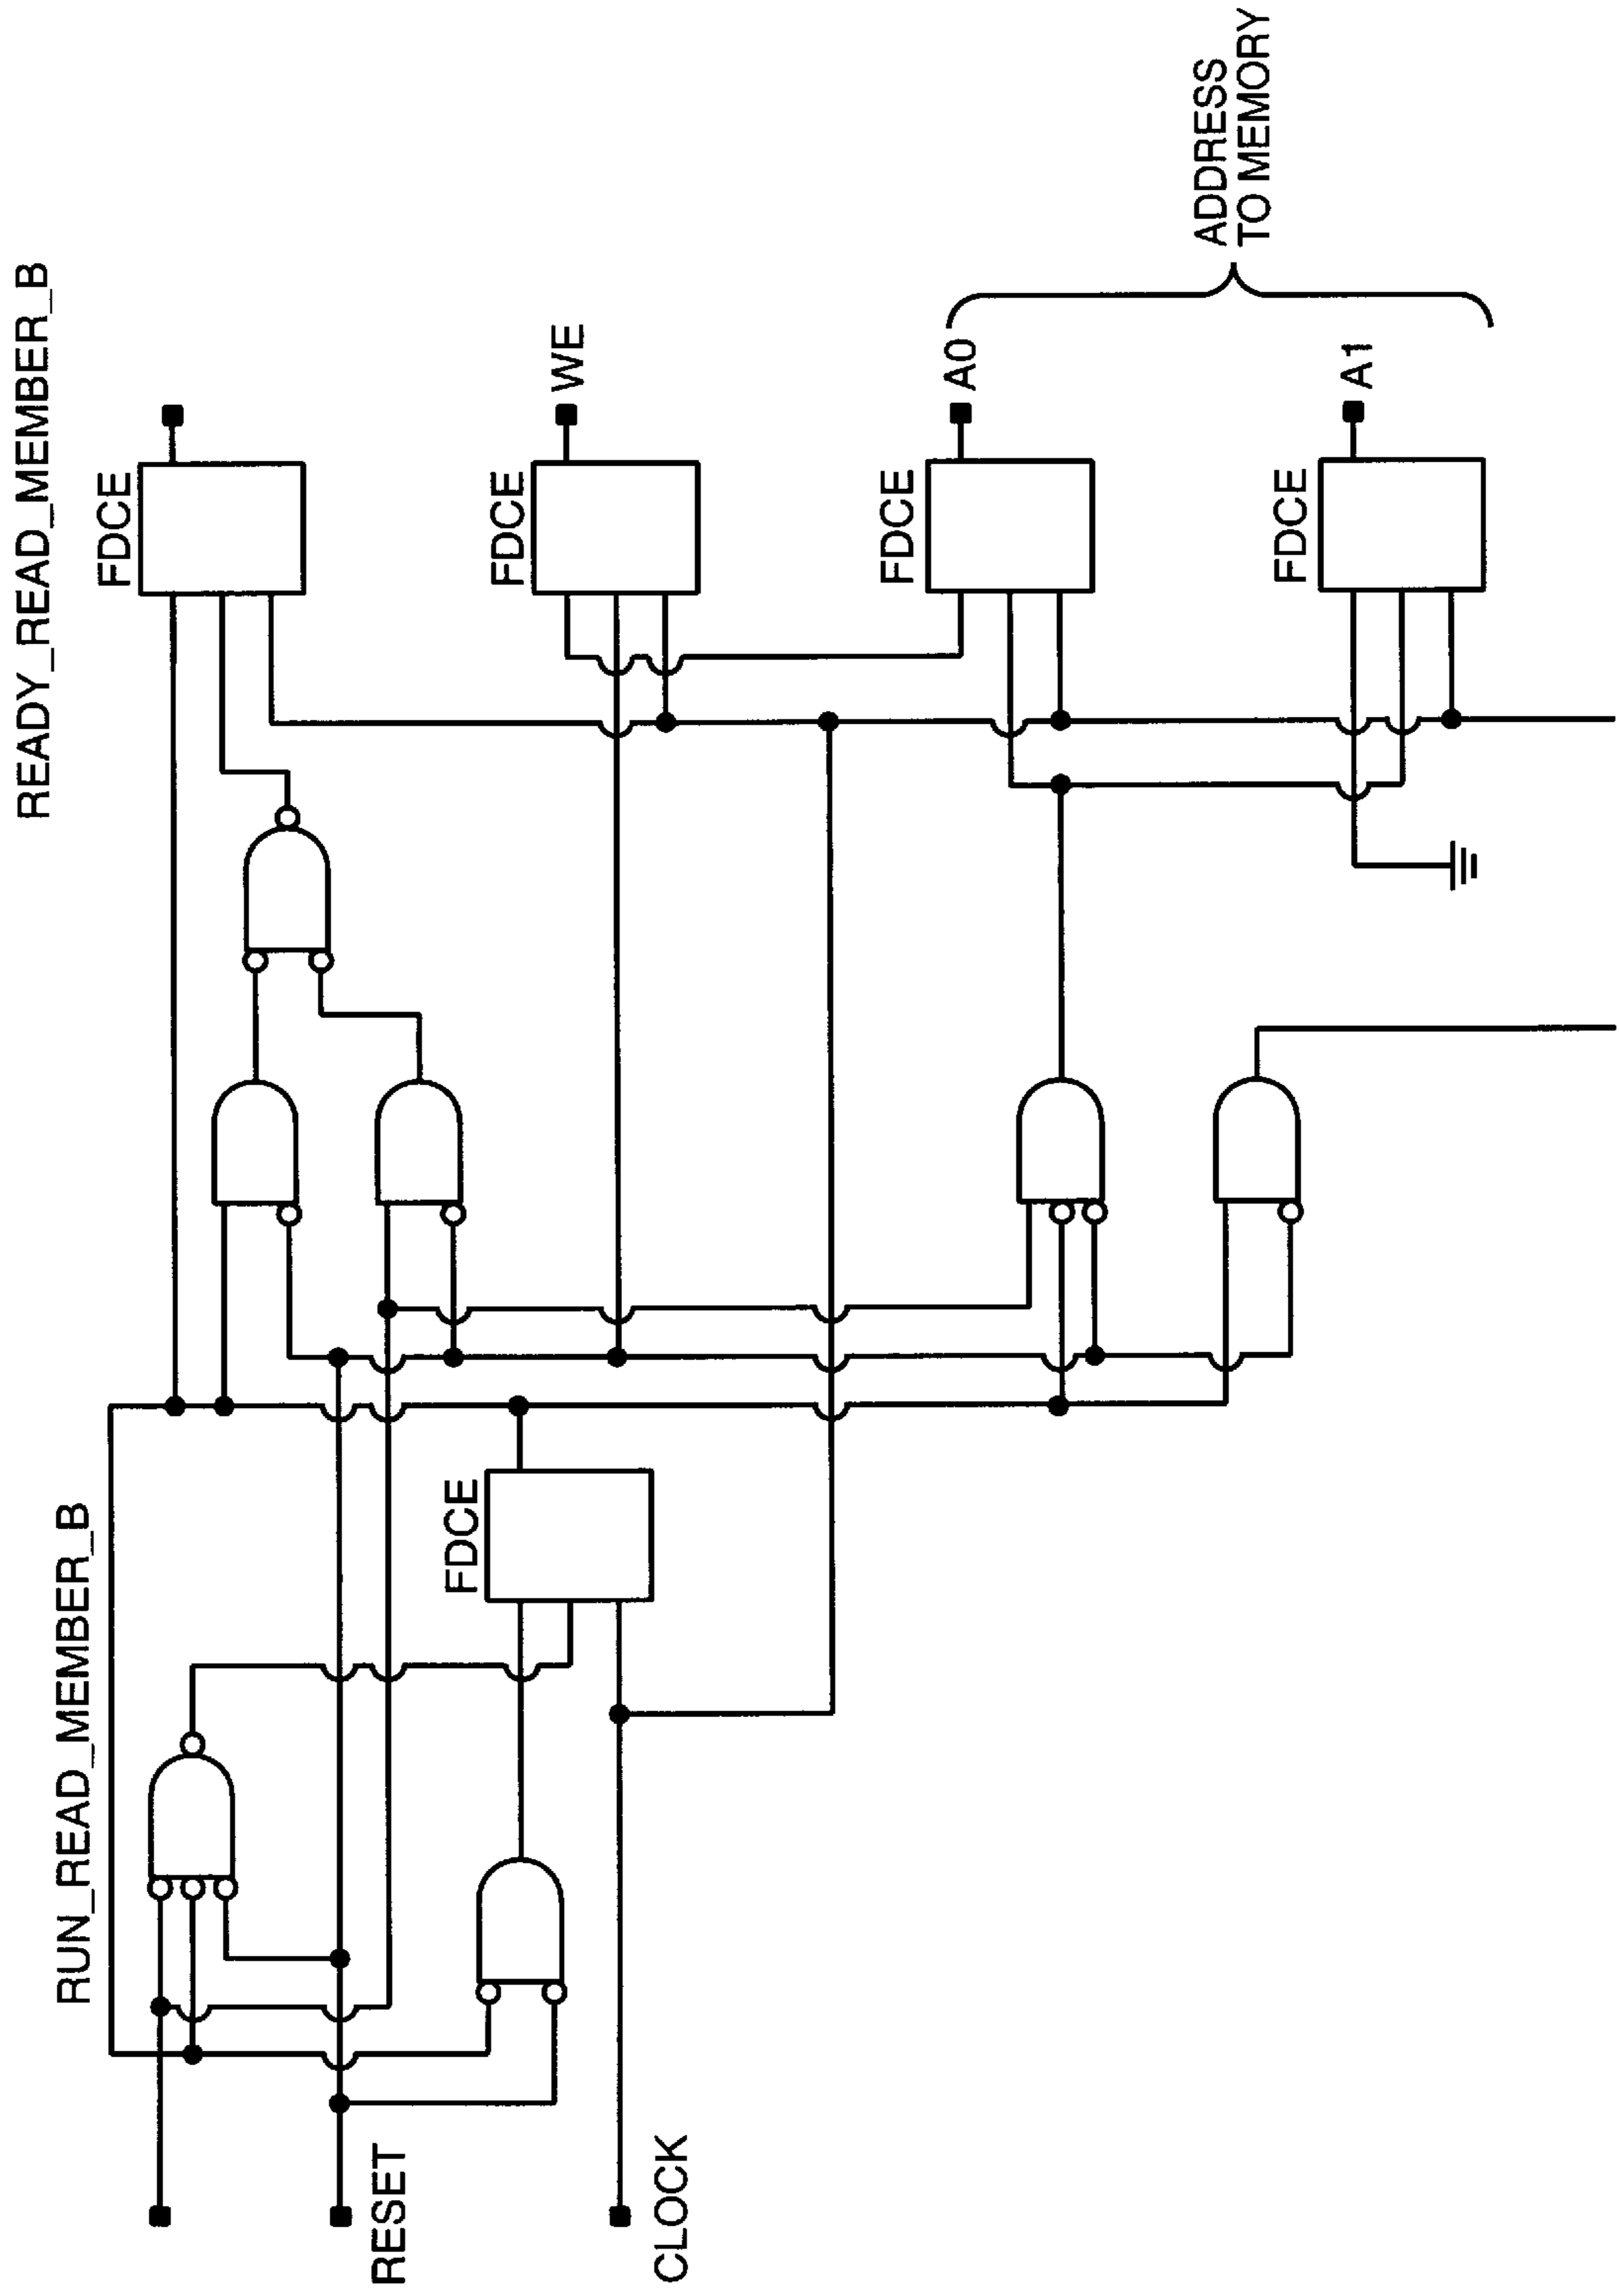 READY_READ_MEMBER_B
FDCE
FDCE
WE
FDCE
A0
FDCE
A1
ADDRESS
TO MEMORY
RUN_READ_MEMBER_B
FDCE
RESET
CLOCK